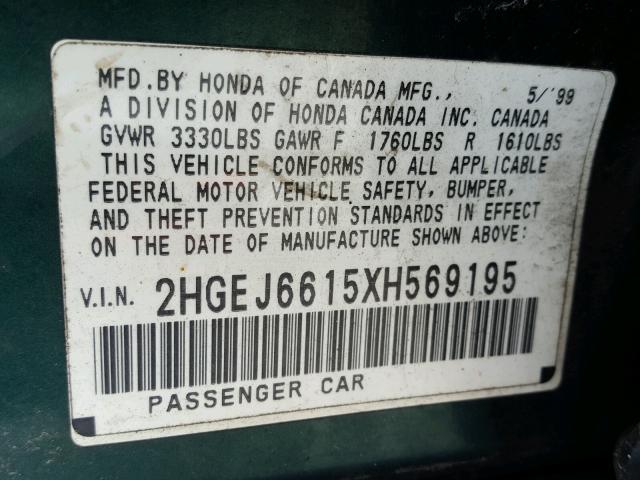 MFD.BY HONDA OF CANADA MFG., 5/'99
A DIVISION OF HONDA CANADA INC. CANADA
GVWR 3330LBS GAWR F 1760LBS R 1610LBS
THIS VEHICLE CONFORMS TO ALL APPLICABLE
FEDERAL MOTOR VEHICLE SAFETY, BUMPER,
AND THEFT PREVENTION STANDARDS IN EFFECT
ON THE DATE OF MANUFACTURE SHOWN ABOVE:
V.I.N. 2HGEJ6615XH569195
PASSENGER CAR